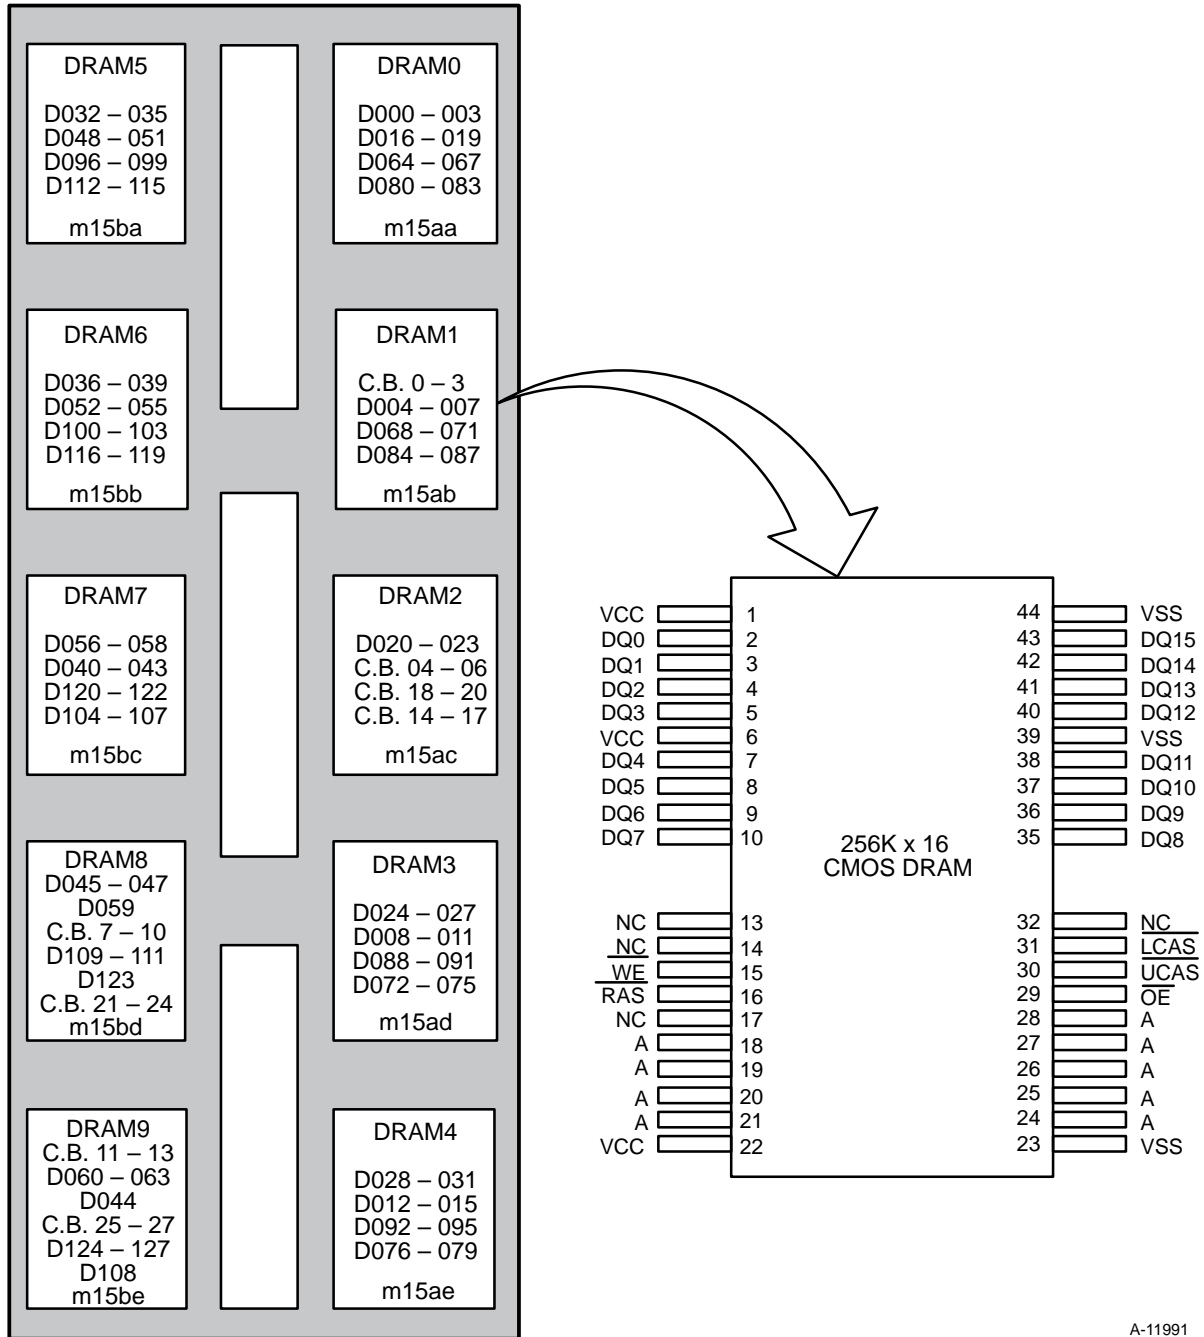 DRAM5
D032 – 035
D048 – 051
D096 – 099
D112 – 115
m15ba
DRAM0
D000 – 003
D016 – 019
D064 – 067
D080 – 083
m15aa
DRAM6
D036 – 039
D052 – 055
D100 – 103
D116 – 119
m15bb
DRAM1
C.B. 0 – 3
D004 – 007
D068 – 071
D084 – 087
m15ab
DRAM7
D056 – 058
D040 – 043
D120 – 122
D104 – 107
m15bc
DRAM2
D020 – 023
C.B. 04 – 06
C.B. 18 – 20
C.B. 14 – 17
m15ac
DRAM8
D045 – 047
D059
C.B. 7 – 10
D109 – 111
D123
C.B. 21 – 24
m15bd
DRAM3
D024 – 027
D008 – 011
D088 – 091
D072 – 075
m15ad
DRAM9
C.B. 11 – 13
D060 – 063
D044
C.B. 25 – 27
D124 – 127
D108
m15be
DRAM4
D028 – 031
D012 – 015
D092 – 095
D076 – 079
m15ae
VCC 1 44 VSS
DQ0 2 43 DQ15
DQ1 3 42 DQ14
DQ2 4 41 DQ13
DQ3 5 40 DQ12
VCC 6 39 VSS
DQ4 7 38 DQ11
DQ5 8 37 DQ10
DQ6 9 36 DQ9
DQ7 10 35 DQ8
256K x 16
CMOS DRAM
NC 13 32 NC
NC 14 31 LCAS
WE 15 30 UCAS
RAS 16 29 OE
NC 17 28 A
A 18 27 A
A 19 26 A
A 20 25 A
A 21 24 A
VCC 22 23 VSS
A-11991